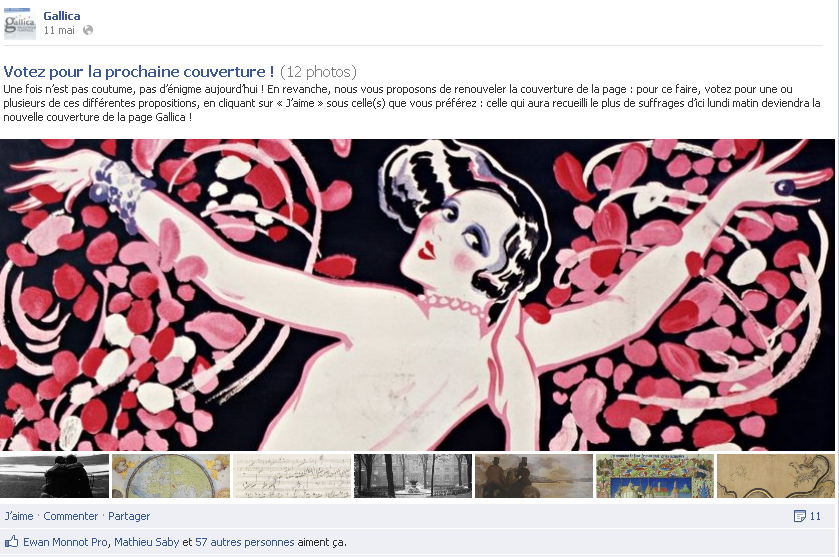 gallica
Gallica
11 mai
Votez pour la prochaine couverture ! (12 photos)
Une fois n'est pas coutume, pas d'énigme aujourd'hui ! En revanche, nous vous proposons de renouveler la couverture de la page : pour ce faire, votez pour une ou
plusieurs de ces différentes propositions, en cliquant sur « J'aime » sous celle(s) que vous préférez : celle qui aura recueilli le plus de suffrages d'ici lundi matin deviendra la
nouvelle couverture de la page Gallica !
J'aime · Commenter · Partager
11
Ewan Monnot Pro, Mathieu Saby et 57 autres personnes aiment ça.